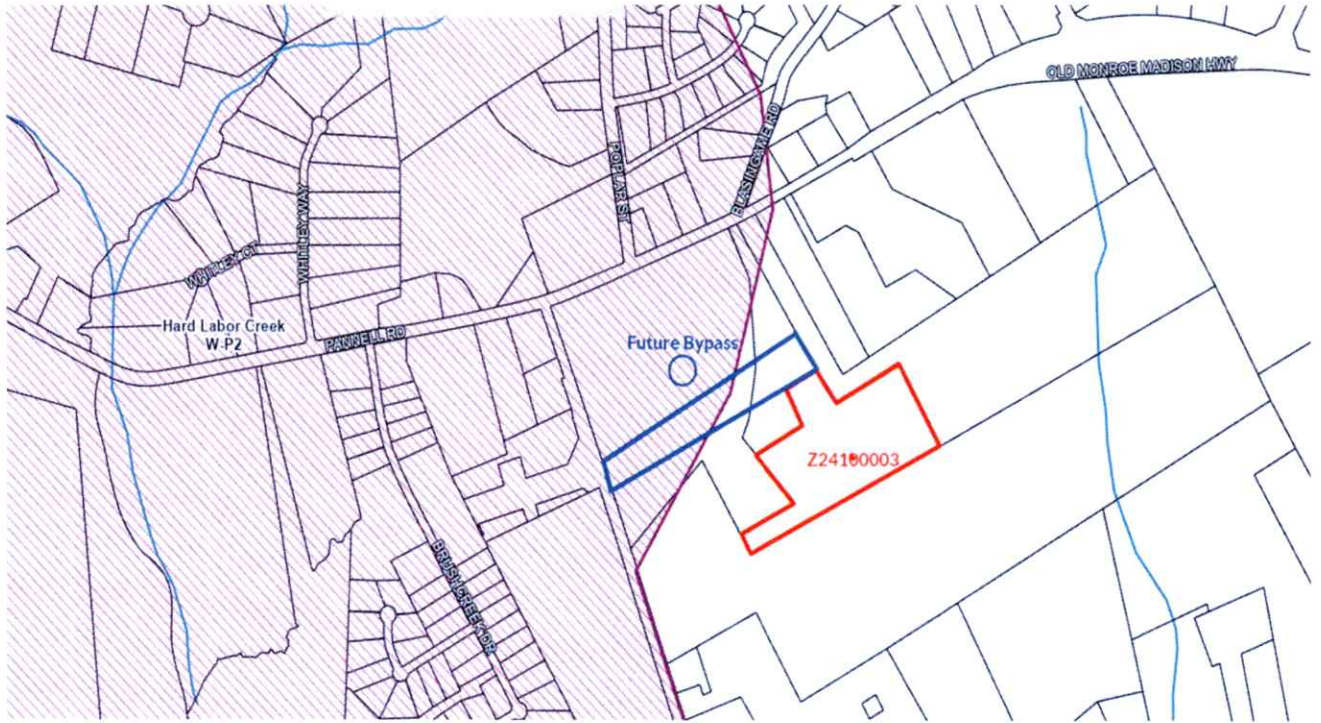 OLD MONROE MADISON HWY
BLASINGAME RD
POPLAR ST
WHITLEY WAY
WHITLEY CT
Hard Labor Creek
W-P2
PANNELL RD
Future Bypass
Z24100003
BRUSH CREEK DR